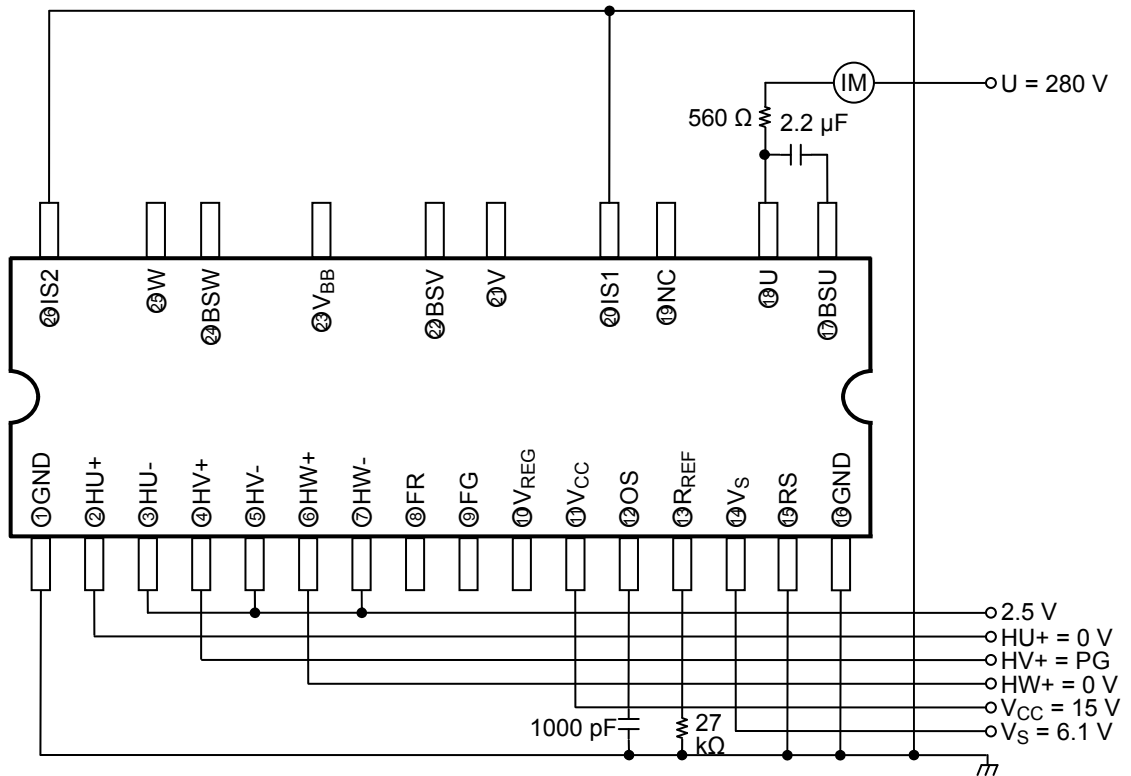 IM
U = 280 V
560 Ω
2.2 μF
㉖IS2
㉕W
㉔BSW
㉓VBB
㉒BSV
㉑V
⑳IS1
⑲NC
⑱U
⑰BSU
①GND
②HU+
③HU-
④HV+
⑤HV-
⑥HW+
⑦HW-
⑧FR
⑨FG
⑩VREG
⑪VCC
⑫OS
⑬RREF
⑭VS
⑮RS
⑯GND
2.5 V
HU+ = 0 V
HV+ = PG
HW+ = 0 V
VCC = 15 V
VS = 6.1 V
1000 pF
27
kΩ